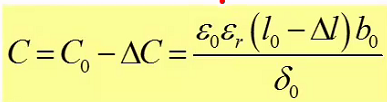 C = C₀ − ΔC = ε₀εᵣ(l₀ − Δl)b₀ / δ₀